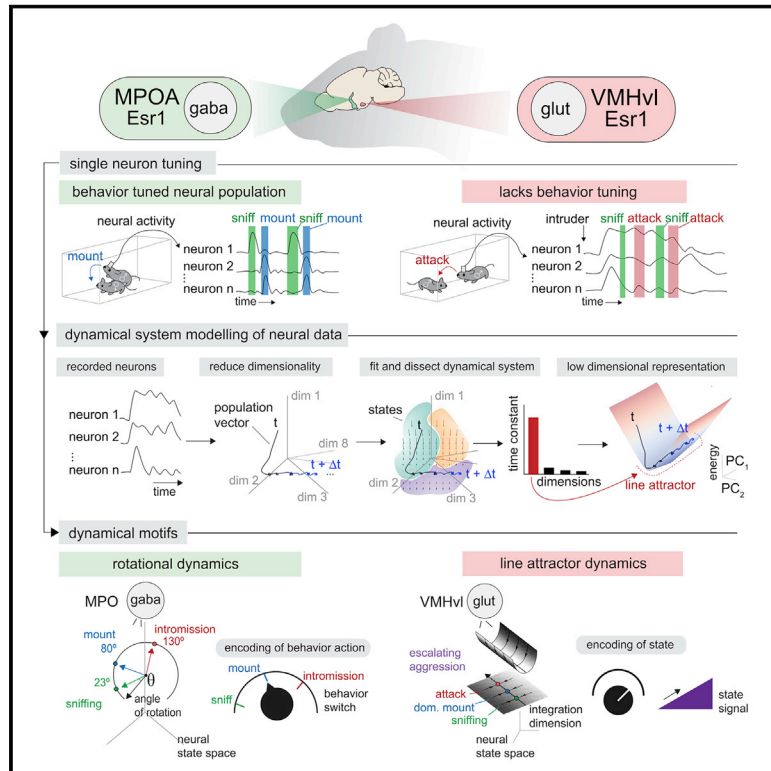 MPOA
Esr1
gaba
glut
VMHvl
Esr1
single neuron tuning
behavior tuned neural population
lacks behavior tuning
neural activity
sniff
mount
sniff
mount
mount
neuron 1
neuron 2
neuron n
time
neural activity
intruder
sniff
attack
sniff
attack
attack
neuron 1
neuron 2
neuron n
time
dynamical system modelling of neural data
recorded neurons
reduce dimensionality
fit and dissect dynamical system
low dimensional representation
neuron 1
neuron 2
neuron n
time
population
vector
t
dim 1
dim 8
t + Δt
dim 2
dim 3
states
t
dim 1
t + Δt
dim 2
dim 3
time constant
dimensions
t
t + Δt
line attractor
energy
PC1
PC2
dynamical motifs
rotational dynamics
line attractor dynamics
MPO
gaba
mount
80º
intromission
130º
23º
sniffing
θ
angle
of rotation
neural
state space
encoding of behavior action
mount
intromission
sniff
behavior
switch
VMHvl
glut
escalating
aggression
attack
dom. mount
sniffing
integration
dimension
neural
state space
encoding of state
state
signal